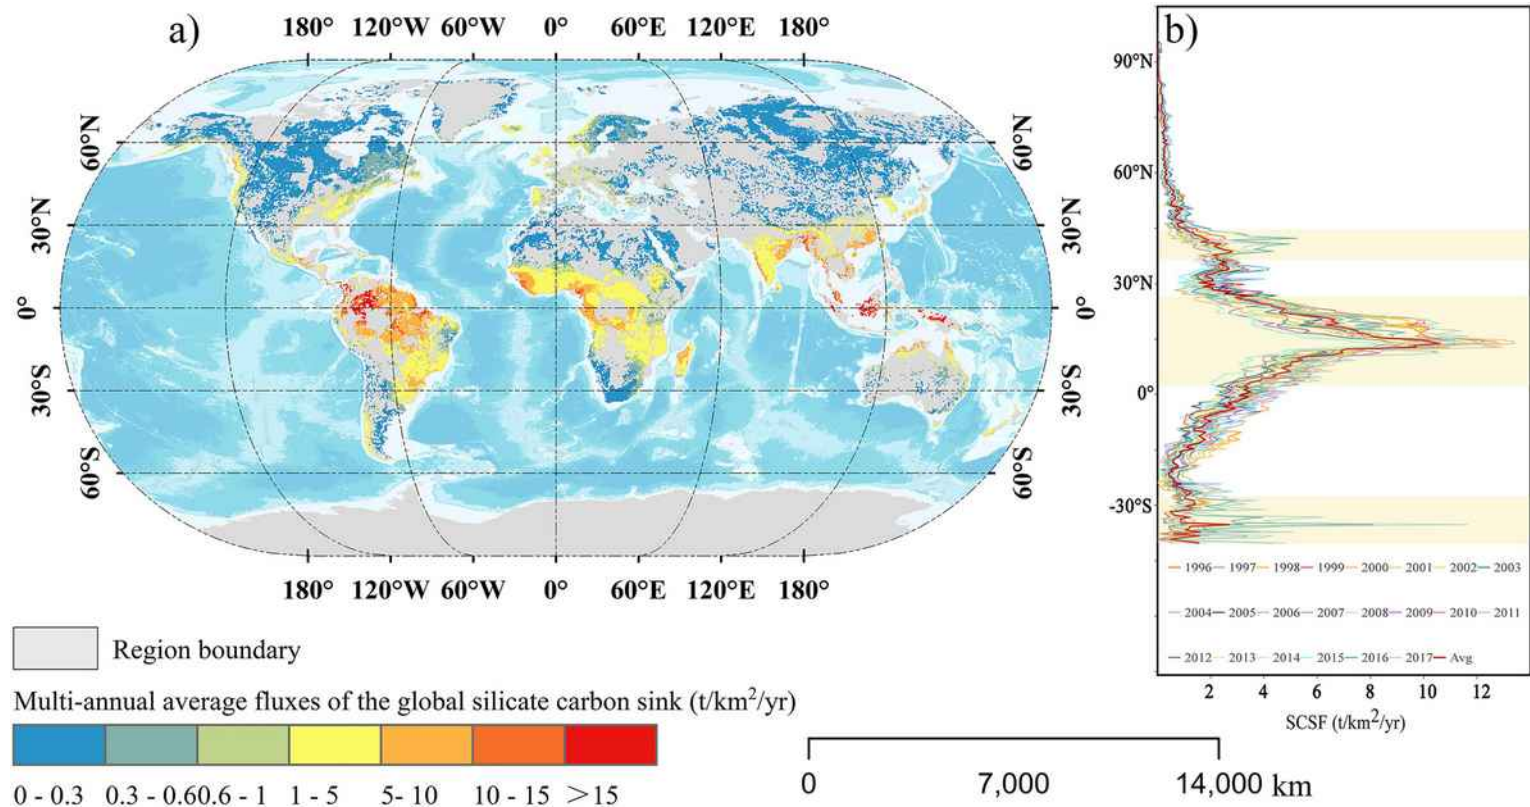 a)
180° 120°W 60°W 0° 60°E 120°E 180°
60°N
30°N
0°
30°S
60°S
60°N
30°N
0°
30°S
60°S
180° 120°W 60°W 0° 60°E 120°E 180°
Region boundary
Multi-annual average fluxes of the global silicate carbon sink (t/km²/yr)
0 - 0.3 0.3 - 0.6 0.6 - 1 1 - 5 5- 10 10 - 15 >15
0 7,000 14,000 km
b)
90°N
60°N
30°N
0°
-30°S
1996 1997 1998 1999 2000 2001 2002 2003
2004 2005 2006 2007 2008 2009 2010 2011
2012 2013 2014 2015 2016 2017 Avg
2 4 6 8 10 12
SCSF (t/km²/yr)